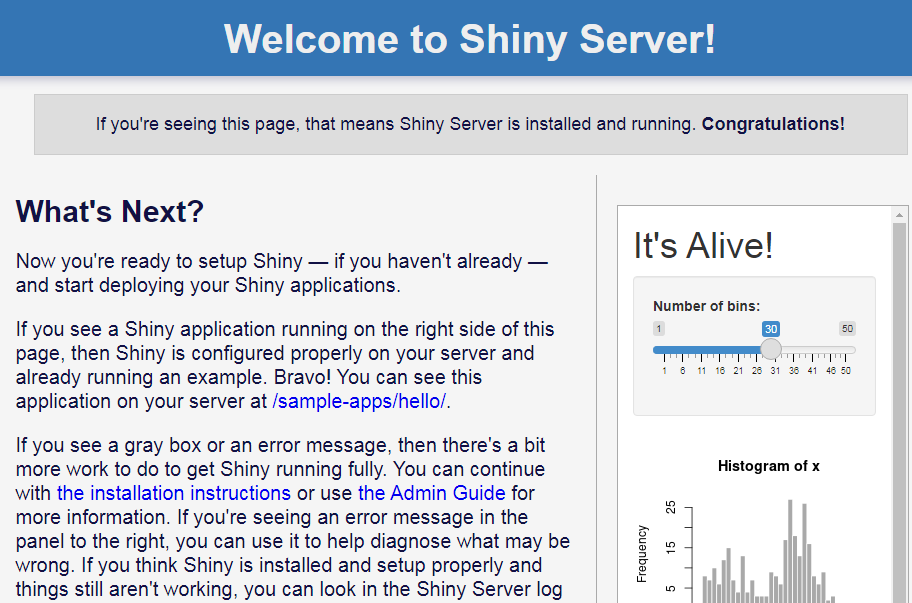 Welcome to Shiny Server!
If you're seeing this page, that means Shiny Server is installed and running. Congratulations!
What's Next?
Now you're ready to setup Shiny — if you haven't already —
and start deploying your Shiny applications.
If you see a Shiny application running on the right side of this
page, then Shiny is configured properly on your server and
already running an example. Bravo! You can see this
application on your server at /sample-apps/hello/.
If you see a gray box or an error message, then there's a bit
more work to do to get Shiny running fully. You can continue
with the installation instructions or use the Admin Guide for
more information. If you're seeing an error message in the
panel to the right, you can use it to help diagnose what may be
wrong. If you think Shiny is installed and setup properly and
things still aren't working, you can look in the Shiny Server log
It's Alive!
Number of bins:
1 30 50
1 6 11 16 21 26 31 36 41 46 50
Histogram of x
Frequency
25
15
5